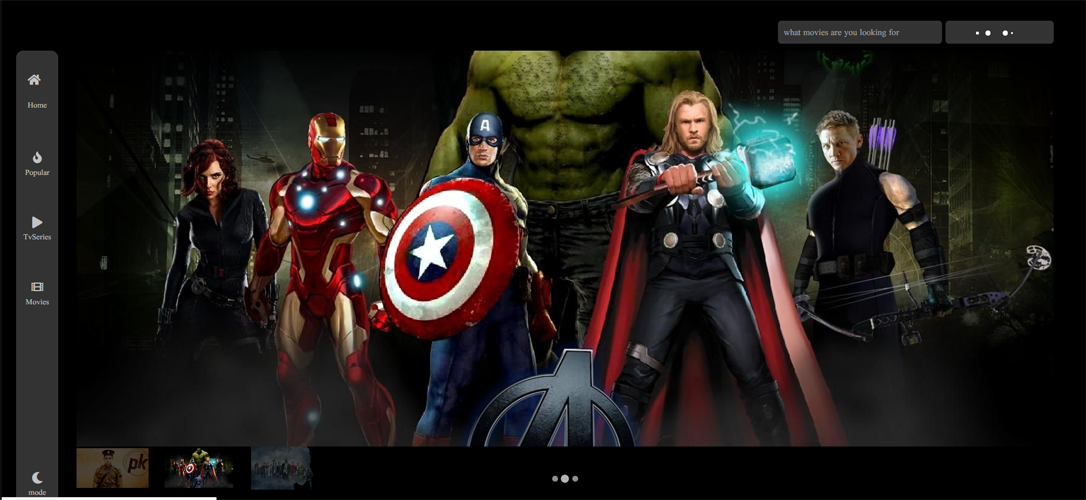 what movies are you looking for
Home
Popular
TvSeries
Movies
mode
A
pk